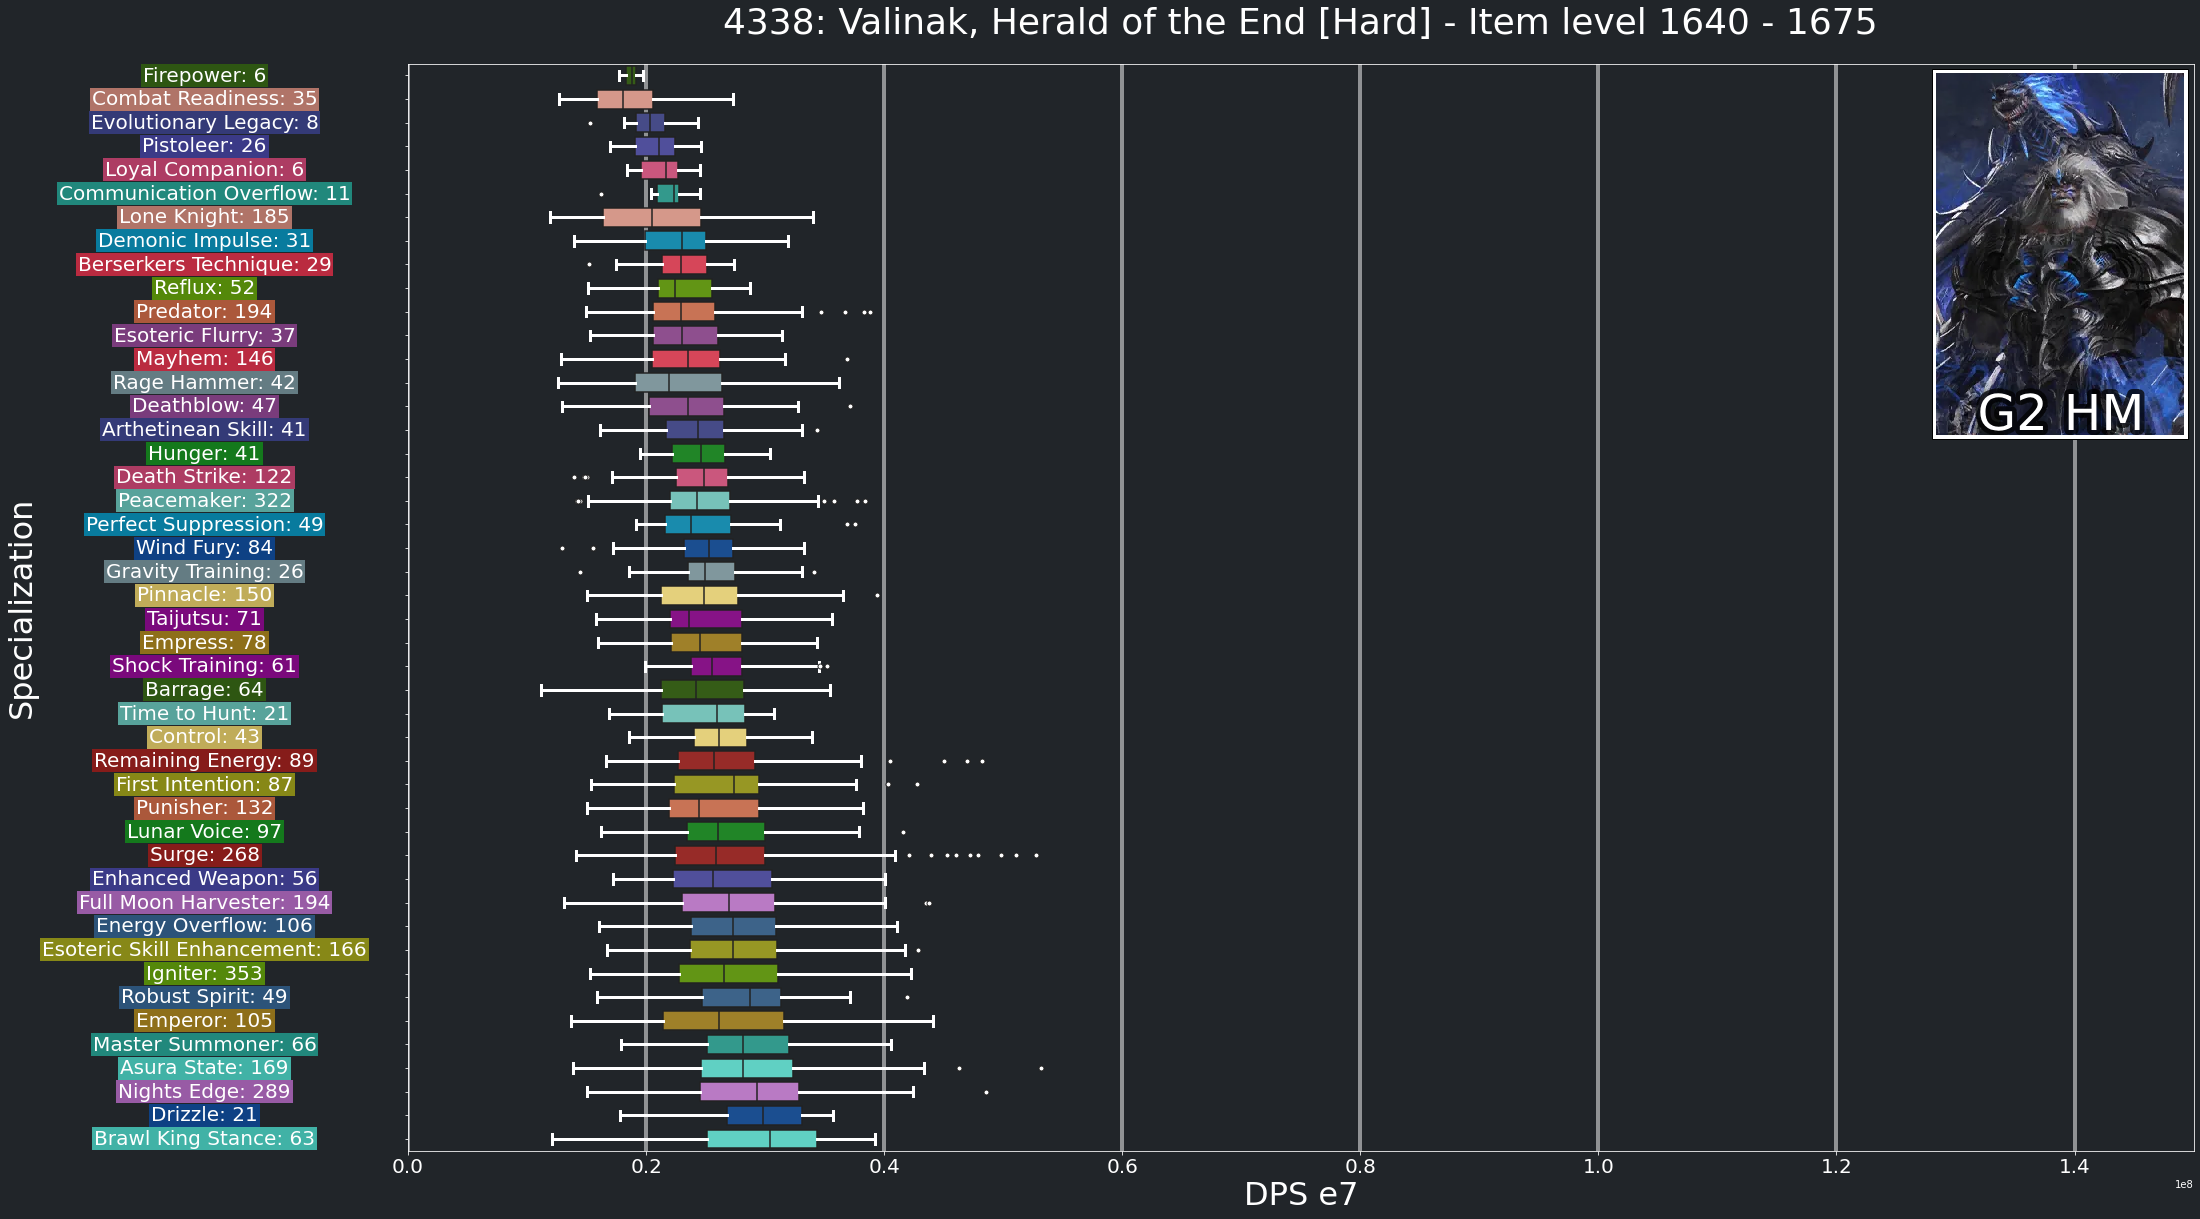 4338: Valinak, Herald of the End [Hard] - Item level 1640 - 1675
Firepower: 6
Combat Readiness: 35
Evolutionary Legacy: 8
Pistoleer: 26
Loyal Companion: 6
Communication Overflow: 11
Lone Knight: 185
Demonic Impulse: 31
Berserkers Technique: 29
Reflux: 52
Predator: 194
Esoteric Flurry: 37
Mayhem: 146
Rage Hammer: 42
Deathblow: 47
Arthetinean Skill: 41
Hunger: 41
Death Strike: 122
Peacemaker: 322
Perfect Suppression: 49
Wind Fury: 84
Gravity Training: 26
Pinnacle: 150
Taijutsu: 71
Empress: 78
Shock Training: 61
Barrage: 64
Time to Hunt: 21
Control: 43
Remaining Energy: 89
First Intention: 87
Punisher: 132
Lunar Voice: 97
Surge: 268
Enhanced Weapon: 56
Full Moon Harvester: 194
Energy Overflow: 106
Esoteric Skill Enhancement: 166
Igniter: 353
Robust Spirit: 49
Emperor: 105
Master Summoner: 66
Asura State: 169
Nights Edge: 289
Drizzle: 21
Brawl King Stance: 63
Specialization
G2 HM
0.0 0.2 0.4 0.6 0.8 1.0 1.2 1.4
1e8
DPS e7